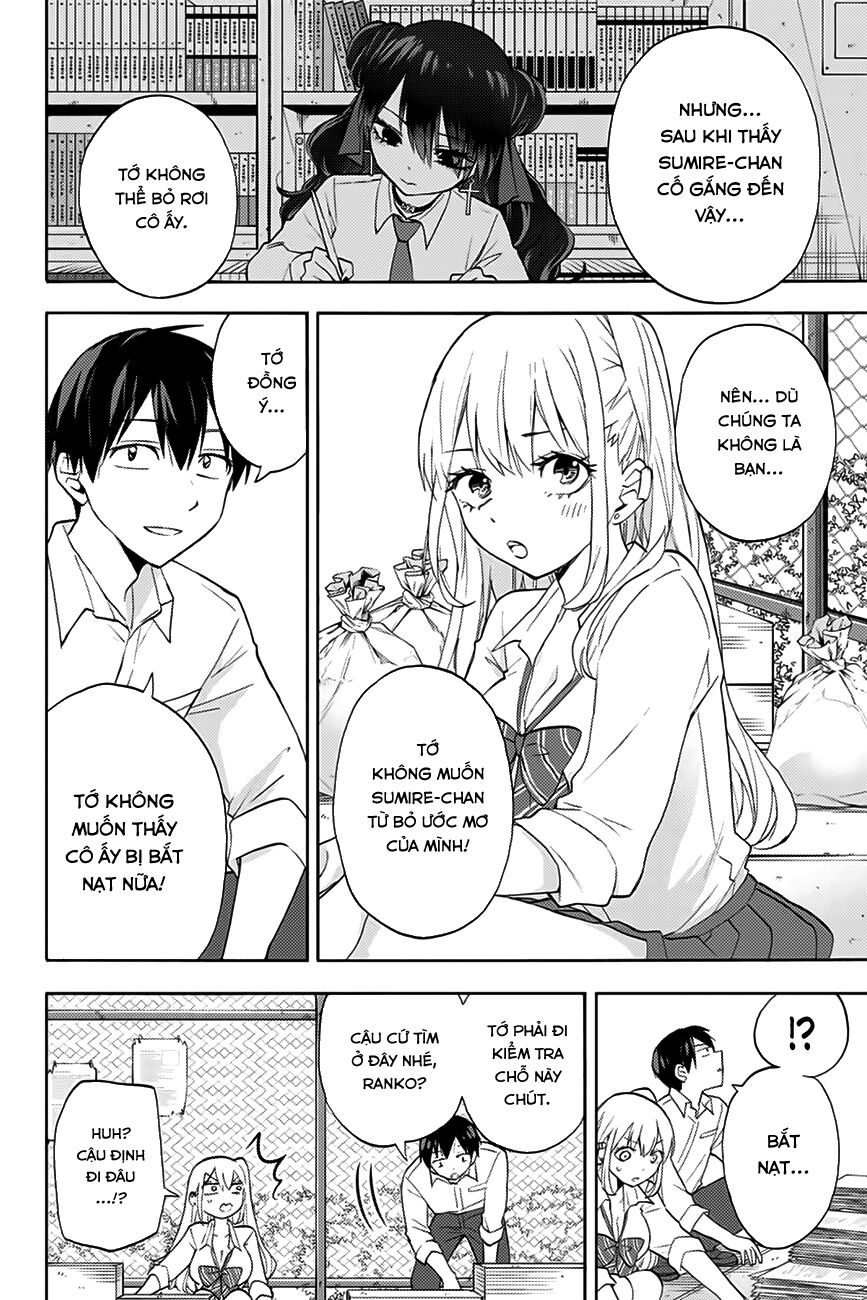 NHƯNG...
SAU KHI THẤY
SUMIRE-CHAN
CỐ GẮNG ĐẾN
VẬY...
TỚ KHÔNG
THỂ BỎ RƠI
CÔ ẤY.
NÊN... DÙ
CHÚNG TA
KHÔNG LÀ
BẠN...
TỚ
KHÔNG MUỐN
SUMIRE-CHAN
TỪ BỎ ƯỚC MƠ
CỦA MÌNH!
TỚ
ĐỒNG
Ý...
TỚ KHÔNG
MUỐN THẤY
CÔ ẤY BỊ BẮT
NẠT NỮA!
!?
BẮT
NẠT...
TỚ PHẢI ĐI
KIỂM TRA
CHỖ NÀY
CHÚT.
CẬU CỨ TÌM
Ở ĐÂY NHÉ,
RANKO?
HUH?
CẬU ĐỊNH
ĐI ĐÂU
...!?